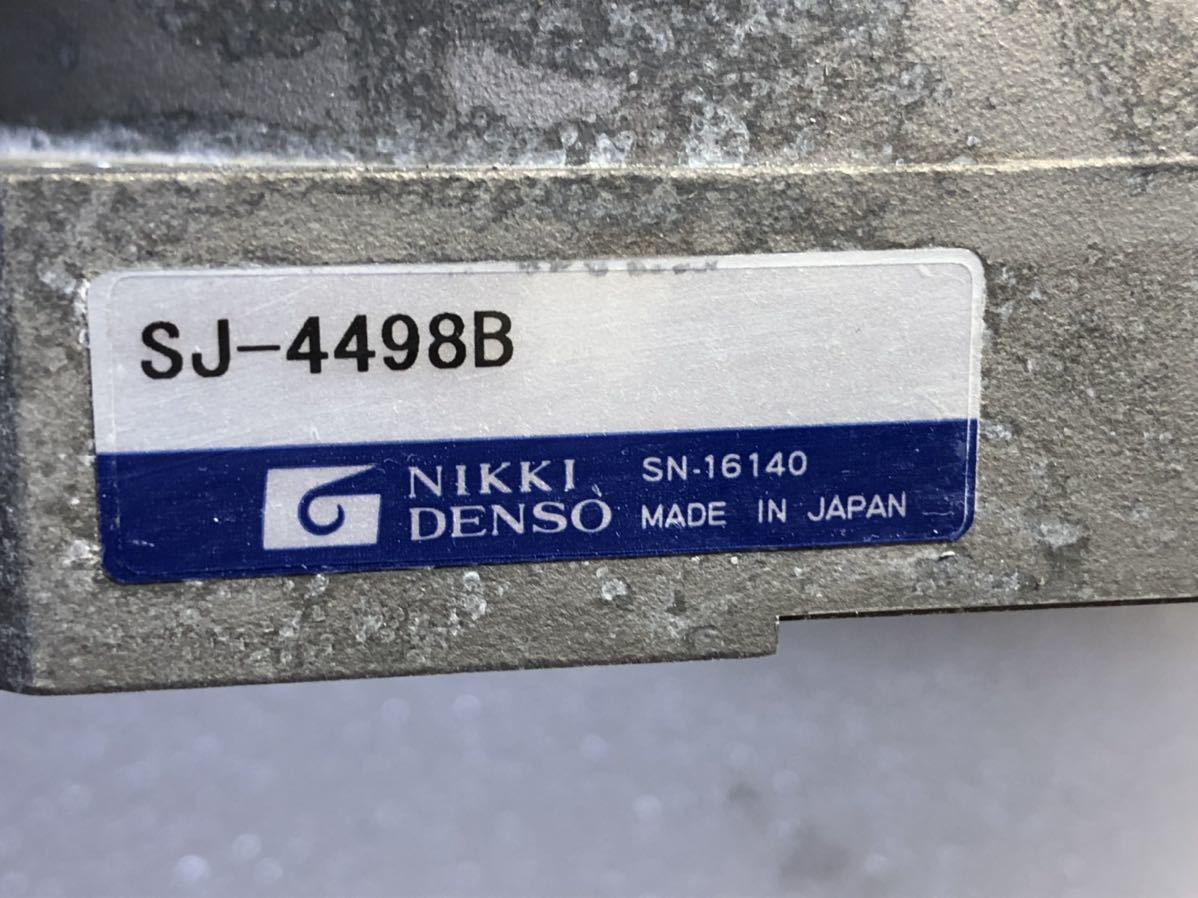 SJ-4498B
NIKKI
DENSO
SN-16140
MADE IN JAPAN